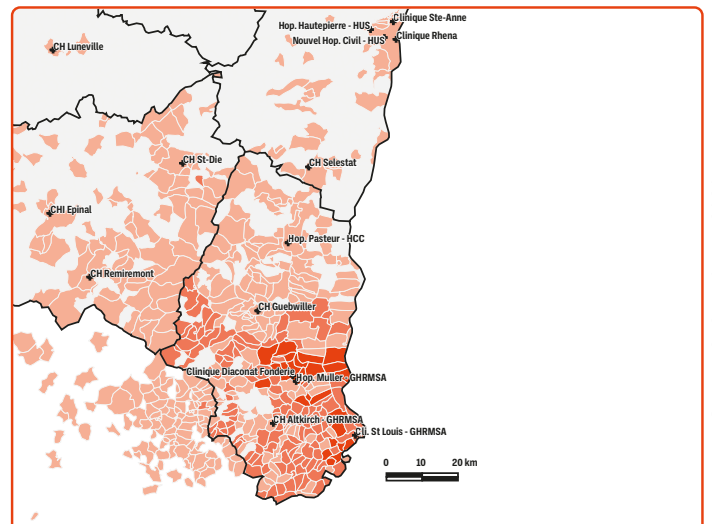 Clinique Ste-Anne
Hop. Hautepierre - HUS
Clinique Rhena
Nouvel Hop. Civil - HUS
CH Luneville
CH St-Die
CH Selestat
CHI Epinal
Hop. Pasteur - HCC
CH Remiremont
CH Guebwiller
Clinique Diaconat Fonderie
Hop. Muller - GHRMSA
CH Altkirch - GHRMSA
Cli. St Louis - GHRMSA
0 10 20 km